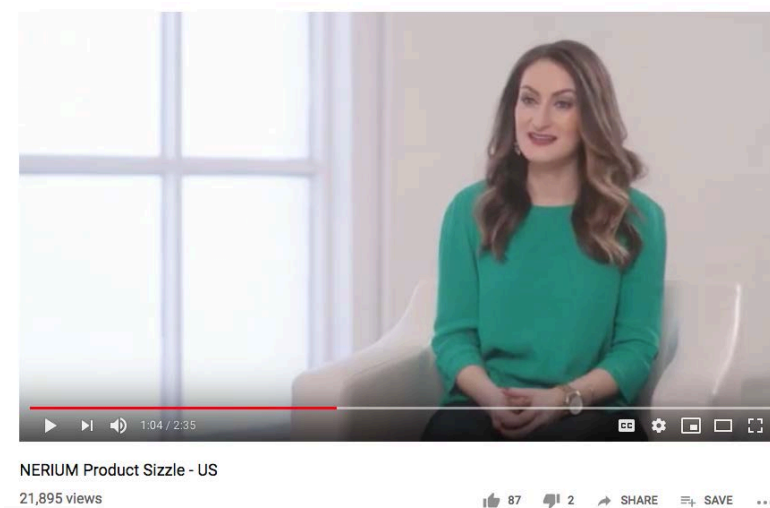 1:04 / 2:35
CC
NERIUM Product Sizzle - US
21,895 views
87
2
SHARE
SAVE